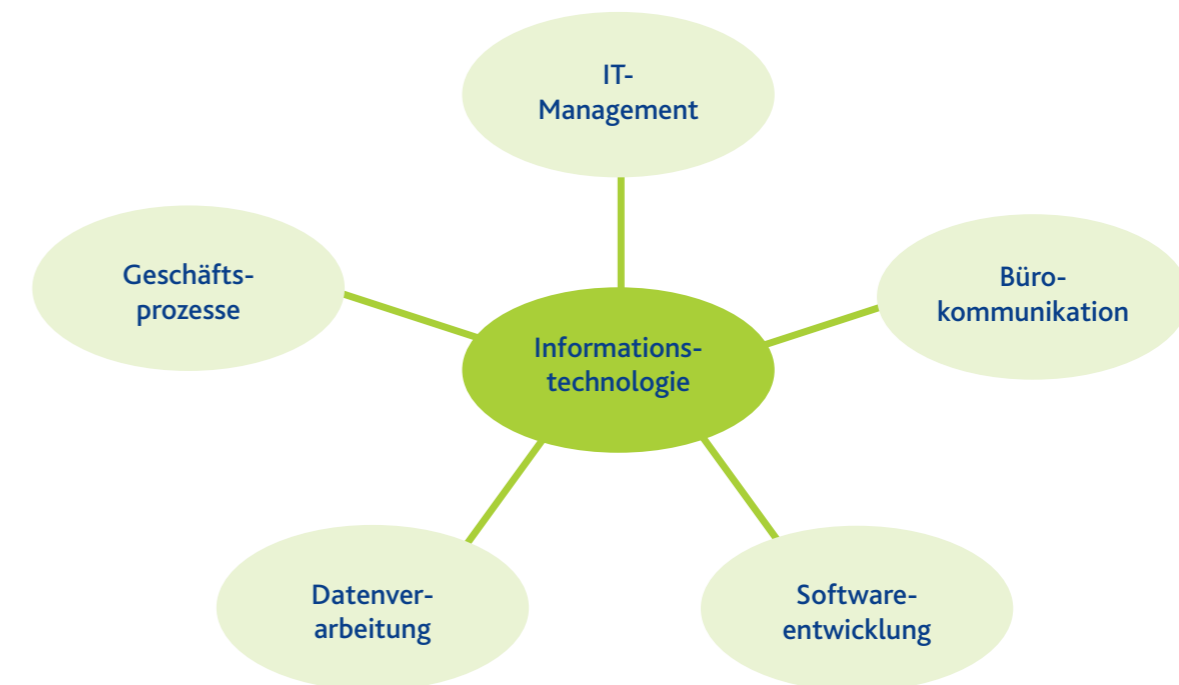 IT-
Management
Geschäfts-
prozesse
Büro-
kommunikation
Informations-
technologie
Datenver-
arbeitung
Software-
entwicklung